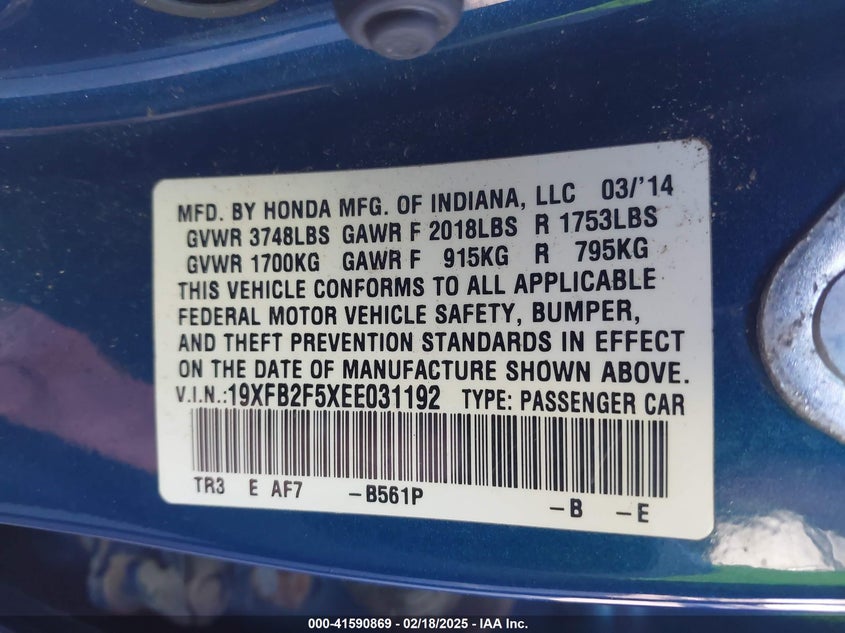 MFD. BY HONDA MFG. OF INDIANA, LLC 03/'14
GVWR 3748LBS GAWR F 2018LBS R 1753LBS
GVWR 1700KG GAWR F 915KG R 795KG
THIS VEHICLE CONFORMS TO ALL APPLICABLE
FEDERAL MOTOR VEHICLE SAFETY, BUMPER,
AND THEFT PREVENTION STANDARDS IN EFFECT
ON THE DATE OF MANUFACTURE SHOWN ABOVE.
V.I.N.:19XFB2F5XEE031192 TYPE: PASSENGER CAR
TR3 E AF7 -B561P -B -E
000-41590869 - 02/18/2025 - IAA Inc.